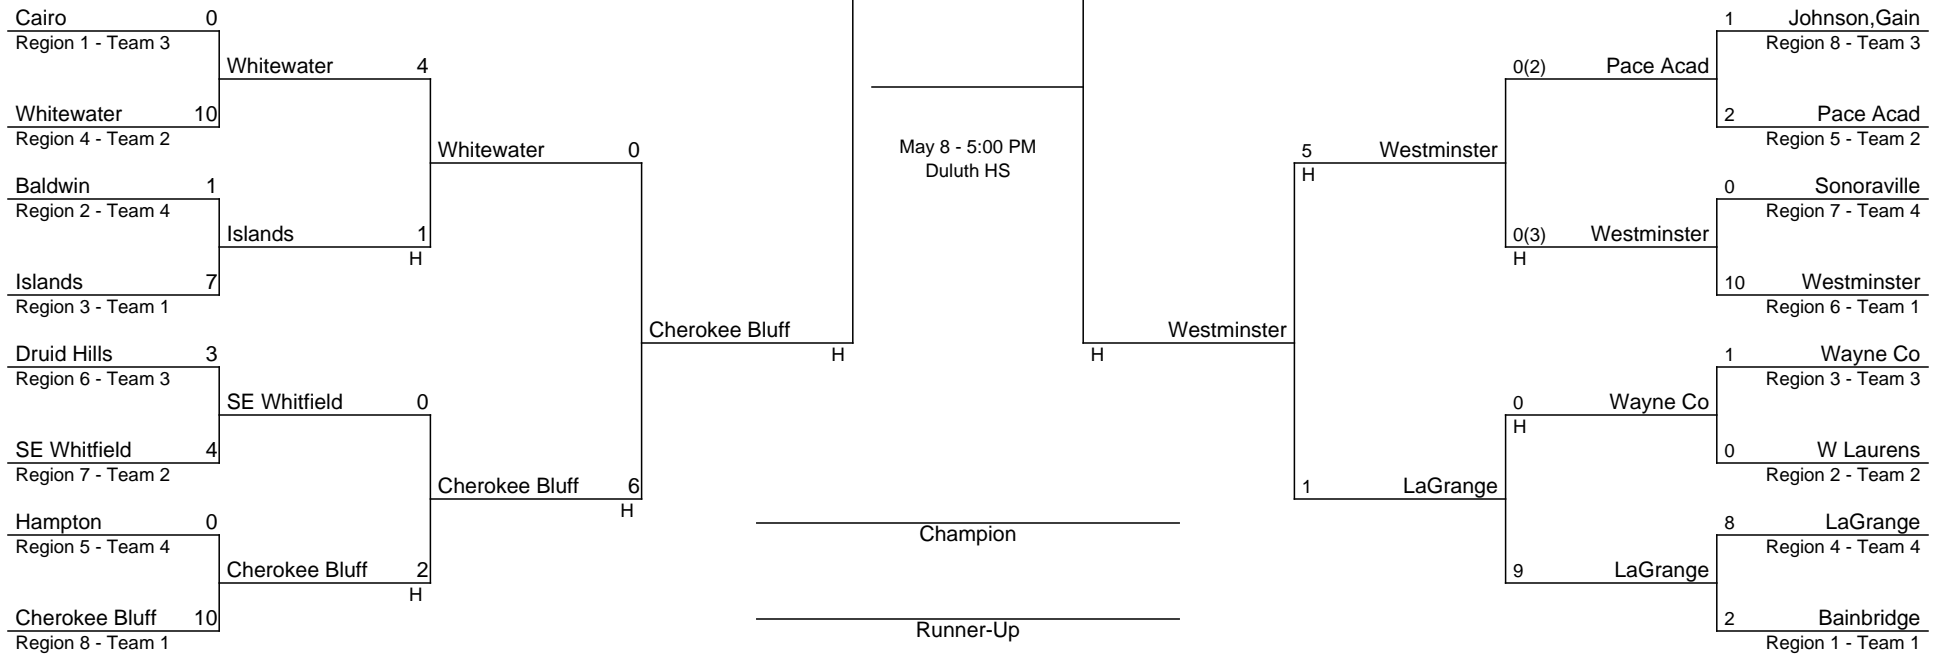 Cairo 0
Region 1 - Team 3
Whitewater 4
Whitewater 10
Region 4 - Team 2
Whitewater 0
Baldwin 1
Region 2 - Team 4
Islands 1
H
Islands 7
Region 3 - Team 1
Cherokee Bluff
H
Druid Hills 3
Region 6 - Team 3
SE Whitfield 0
SE Whitfield 4
Region 7 - Team 2
Cherokee Bluff 6
H
Hampton 0
Region 5 - Team 4
Cherokee Bluff 2
H
Cherokee Bluff 10
Region 8 - Team 1
May 8 - 5:00 PM
Duluth HS
Champion
Runner-Up
1 Johnson,Gain
Region 8 - Team 3
0(2) Pace Acad
2 Pace Acad
Region 5 - Team 2
5 Westminster
H
0 Sonoraville
Region 7 - Team 4
0(3) Westminster
H
10 Westminster
Region 6 - Team 1
Westminster
H
1 Wayne Co
Region 3 - Team 3
0 Wayne Co
H
0 W Laurens
Region 2 - Team 2
1 LaGrange
8 LaGrange
Region 4 - Team 4
9 LaGrange
2 Bainbridge
Region 1 - Team 1